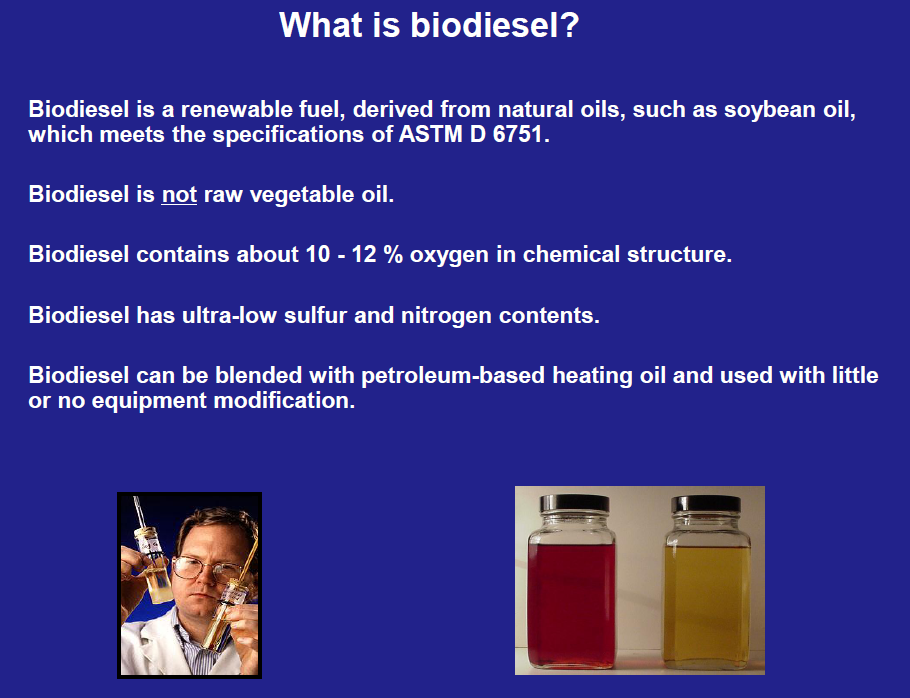 What is biodiesel?
Biodiesel is a renewable fuel, derived from natural oils, such as soybean oil,
which meets the specifications of ASTM D 6751.
Biodiesel is not raw vegetable oil.
Biodiesel contains about 10 - 12 % oxygen in chemical structure.
Biodiesel has ultra-low sulfur and nitrogen contents.
Biodiesel can be blended with petroleum-based heating oil and used with little
or no equipment modification.